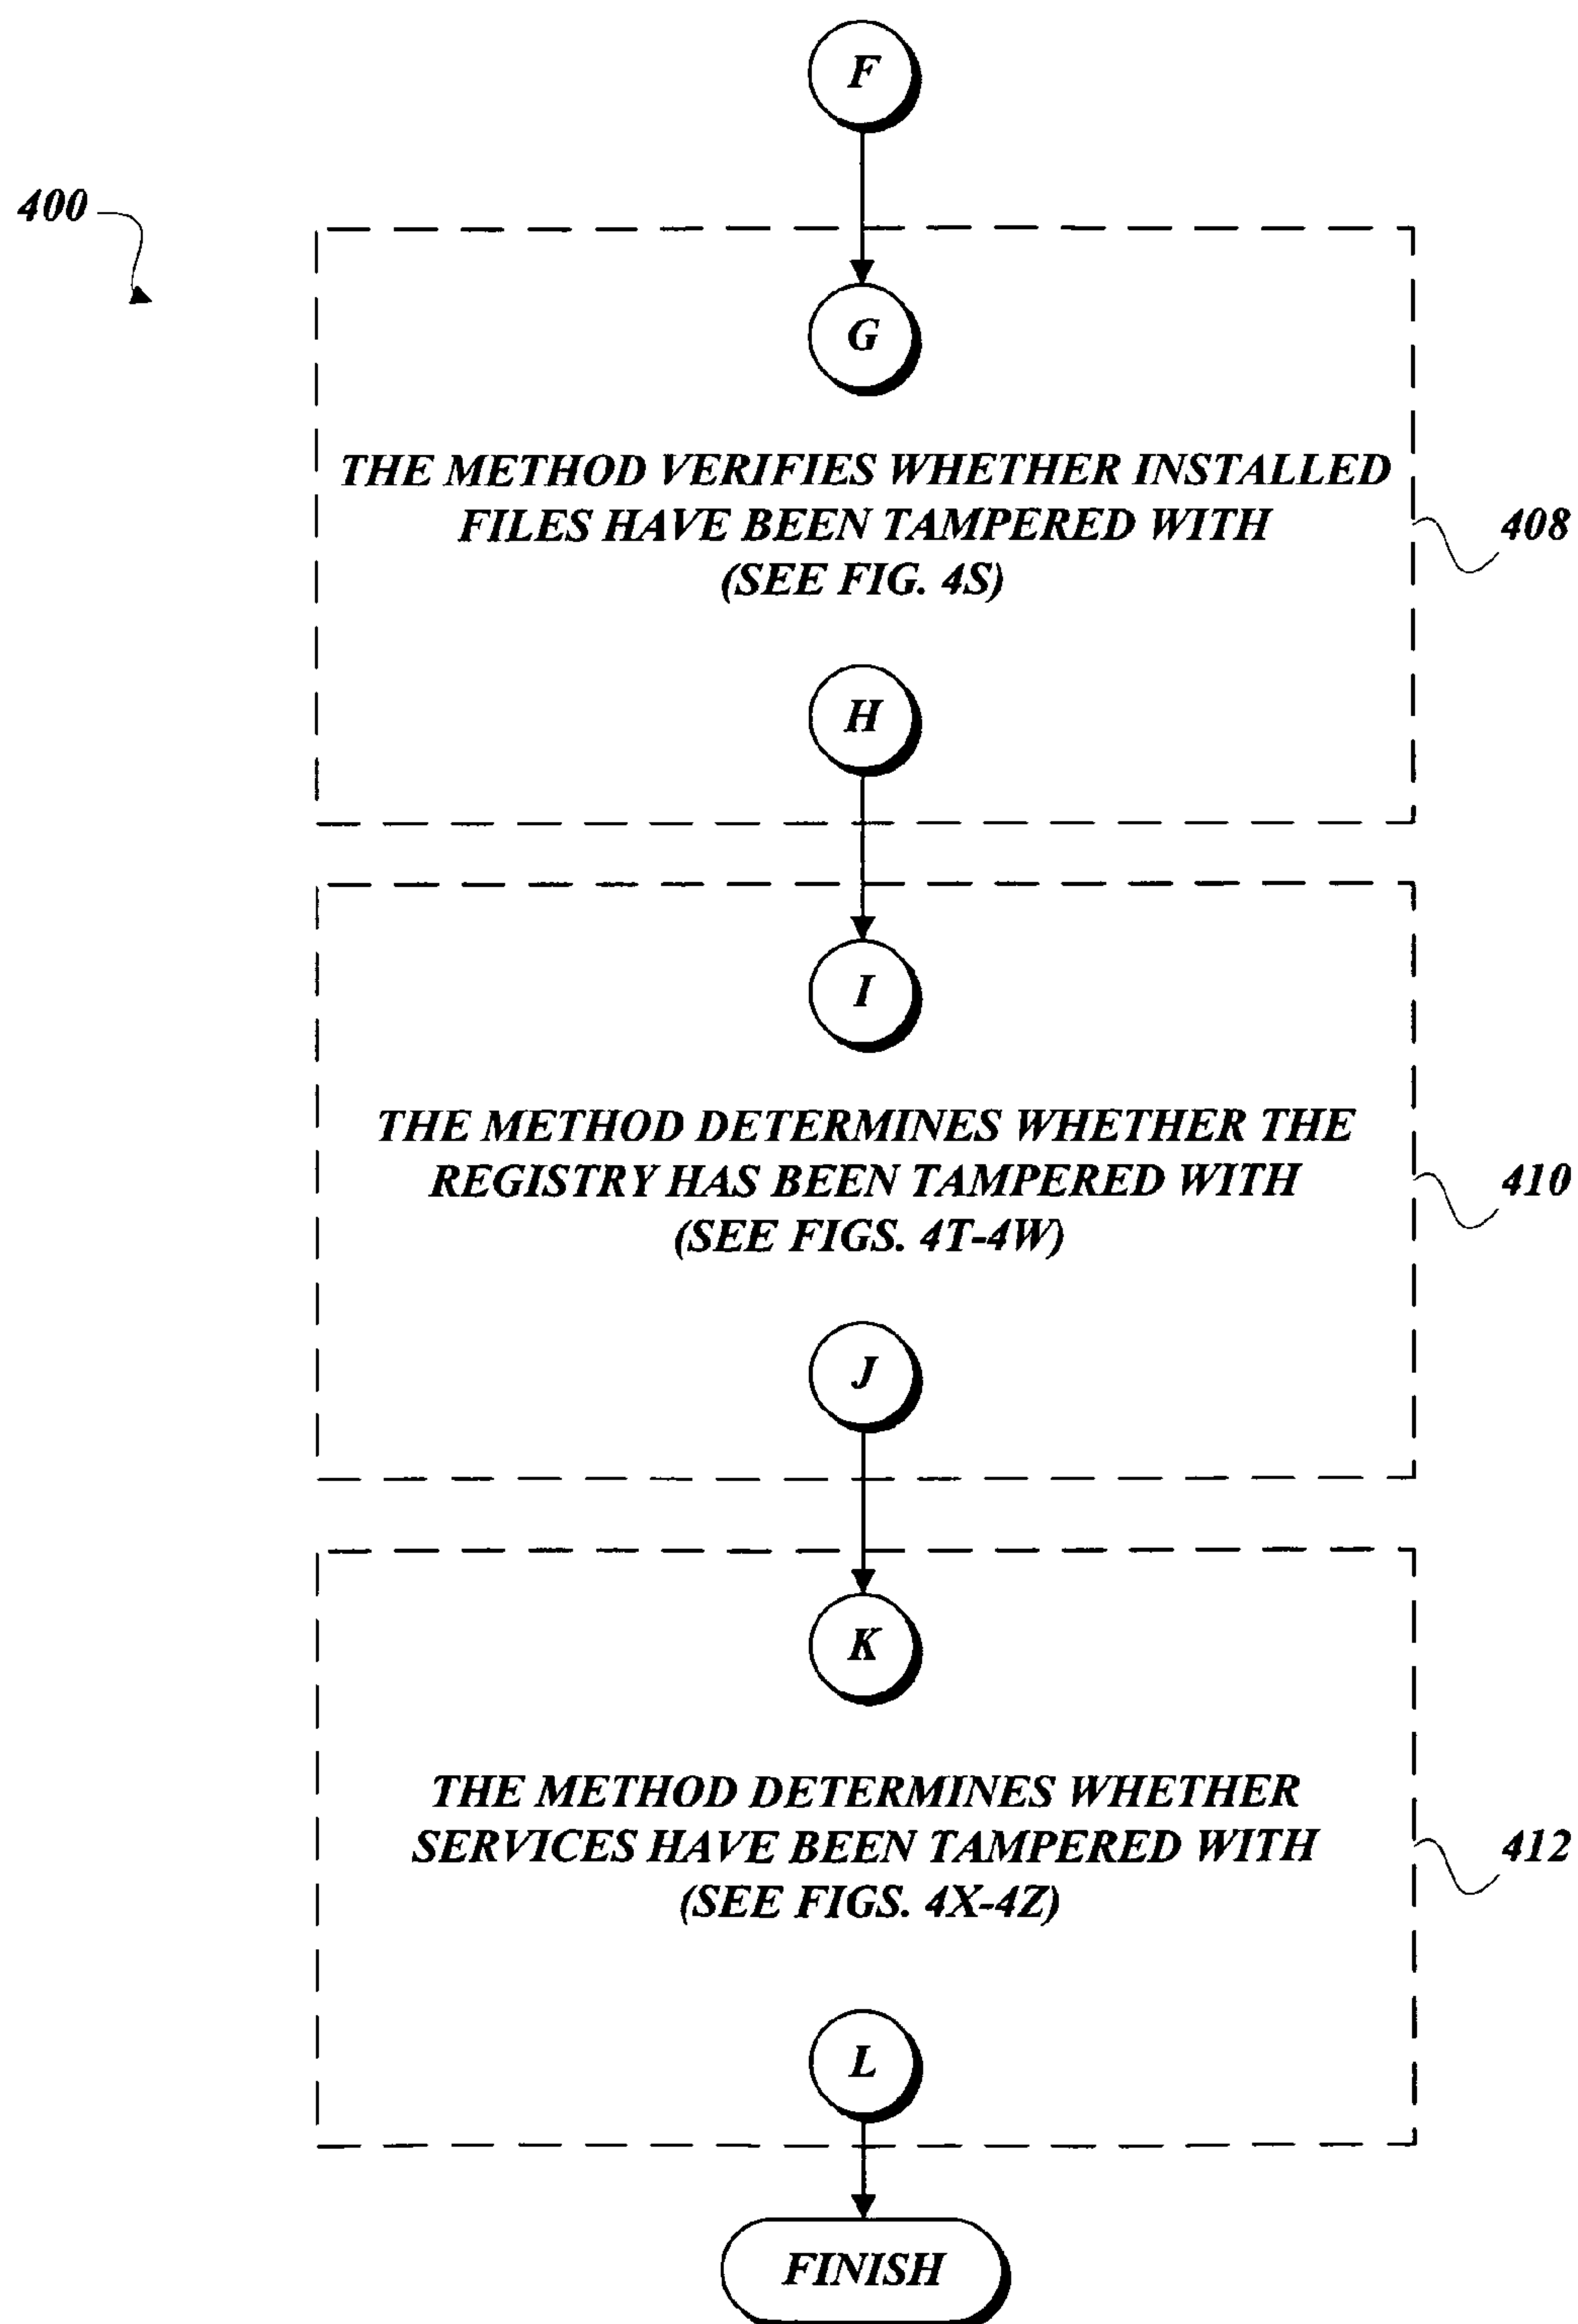 F
400
G
THE METHOD VERIFIES WHETHER INSTALLED
FILES HAVE BEEN TAMPERED WITH
(SEE FIG. 4S)
408
H
I
THE METHOD DETERMINES WHETHER THE
REGISTRY HAS BEEN TAMPERED WITH
(SEE FIGS. 4T-4W)
410
J
K
THE METHOD DETERMINES WHETHER
SERVICES HAVE BEEN TAMPERED WITH
(SEE FIGS. 4X-4Z)
412
L
FINISH